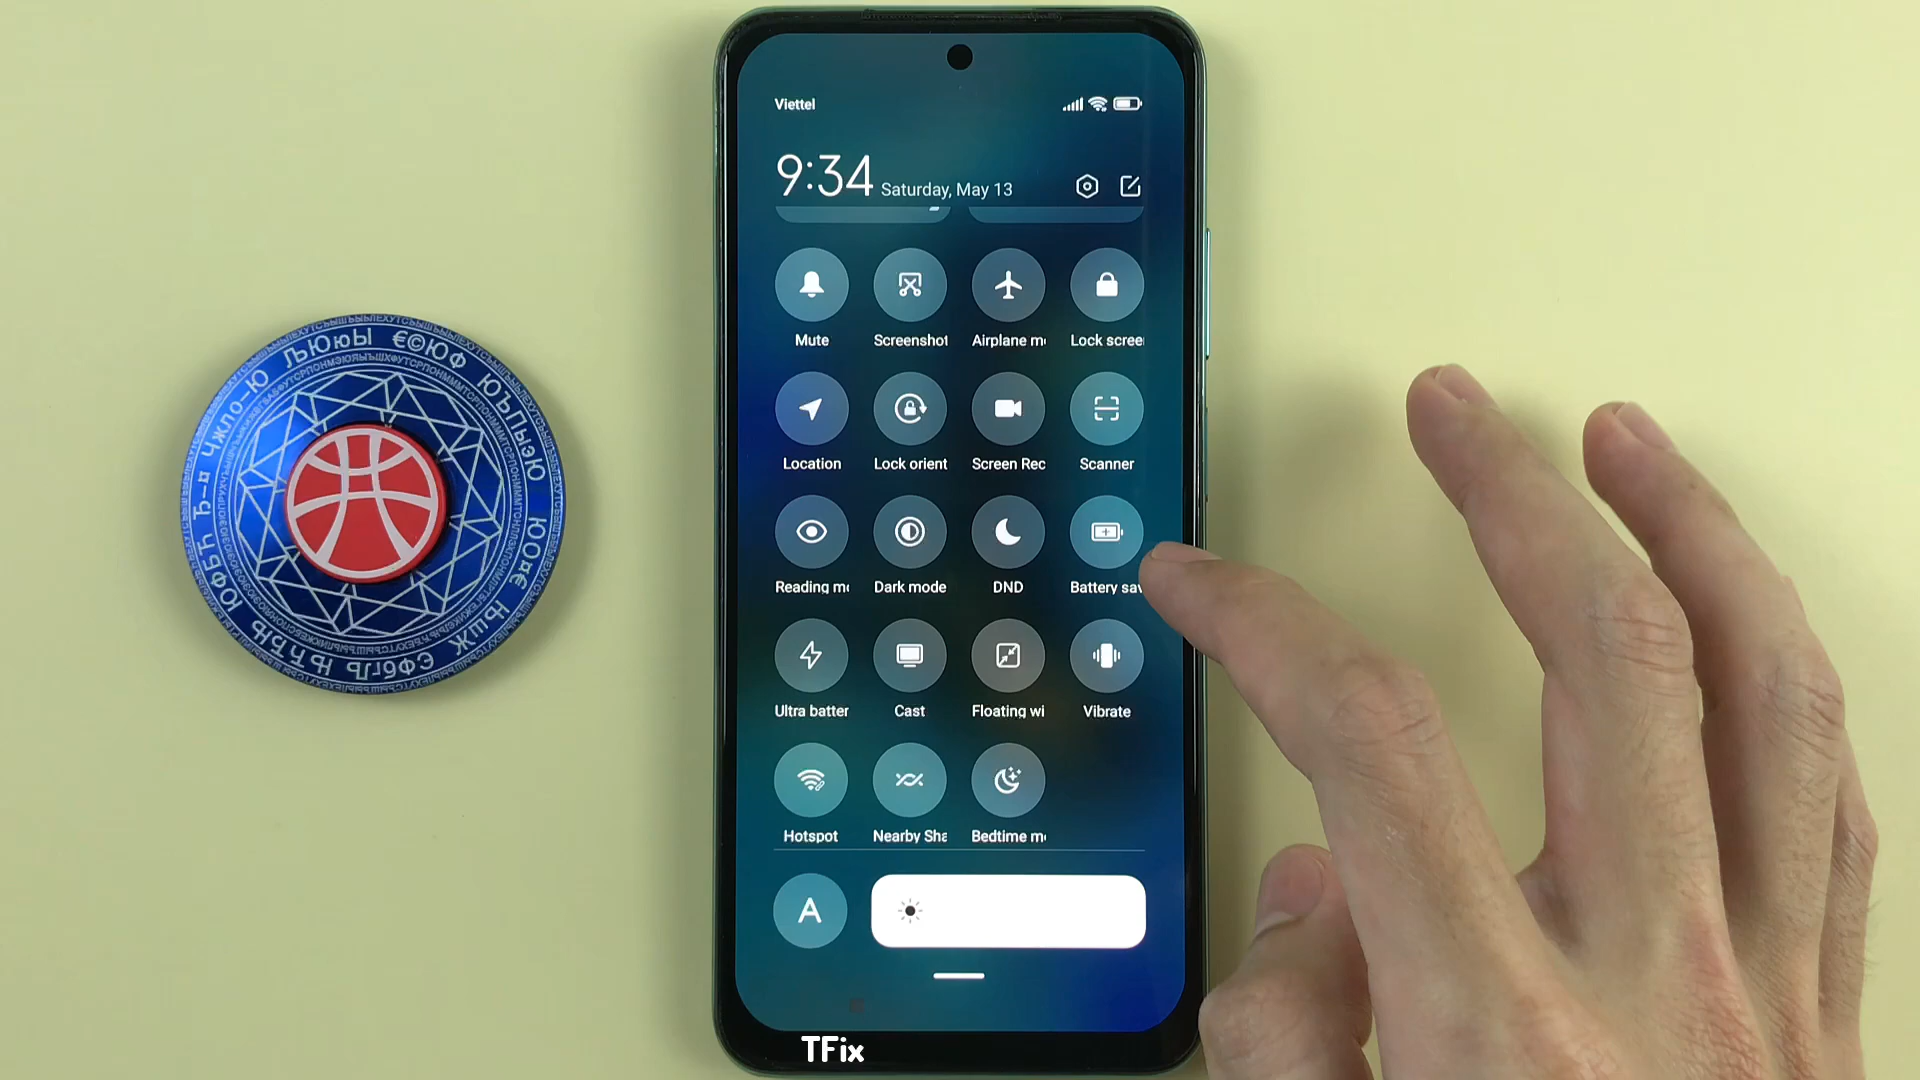 Viettel
9:34 Saturday, May 13
Mute
Screenshot
Airplane m
Lock scree
Location
Lock orient
Screen Rec
Scanner
Reading m
Dark mode
DND
Battery sav
Ultra batter
Cast
Floating wi
Vibrate
Hotspot
Nearby Sha
Bedtime m
A
TFix